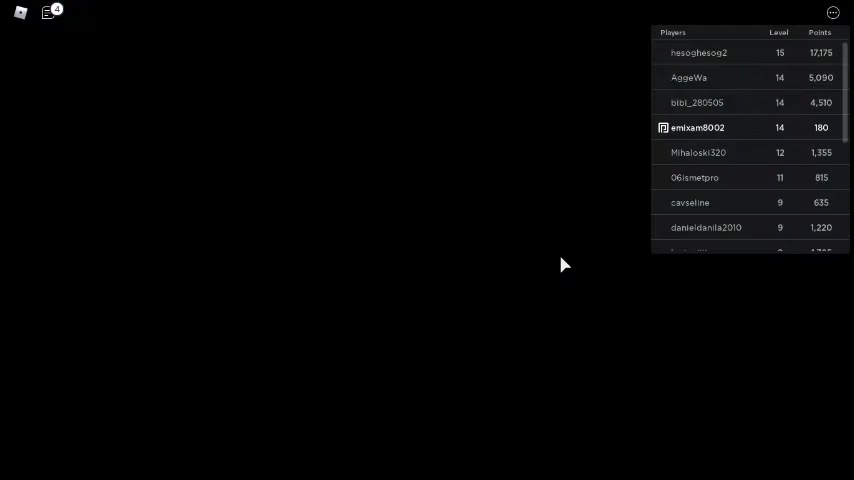 4
Players Level Points
hesoghesog2 15 17,175
AggeWa 14 5,090
bibi_280505 14 4,510
emixam8002 14 180
Mihaloski320 12 1,355
06ismetpro 11 815
cavseline 9 635
danieldanila2010 9 1,220